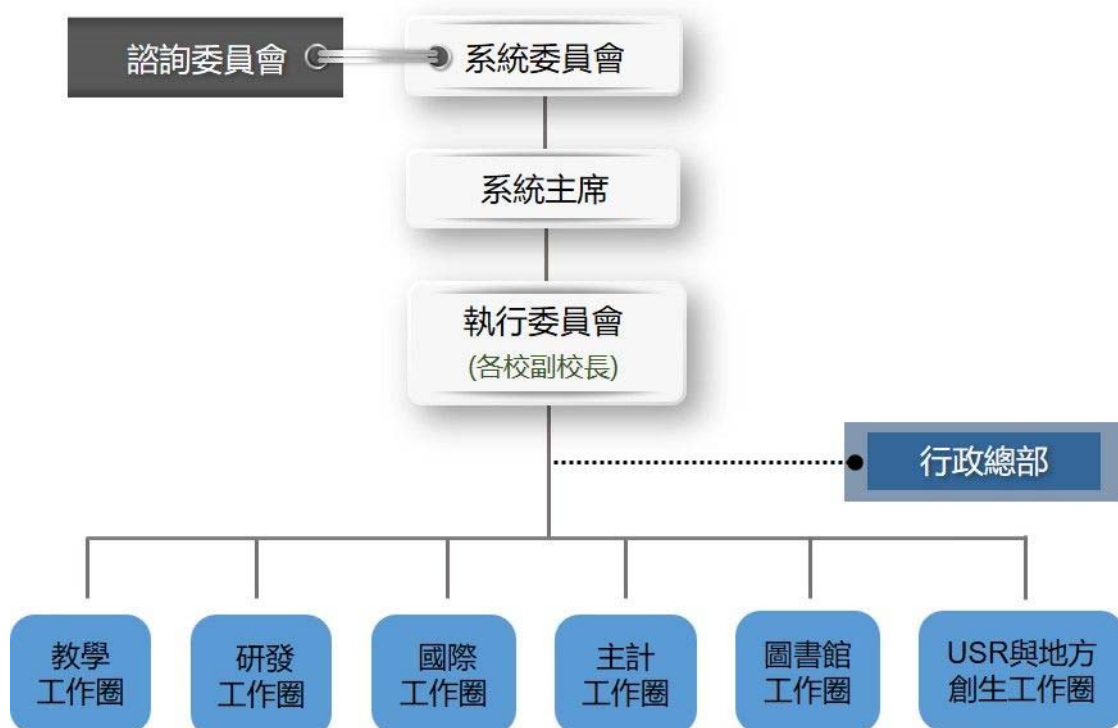 諮詢委員會
系統委員會
系統主席
執行委員會
(各校副校長)
行政總部
教學
工作圈
研發
工作圈
國際
工作圈
主計
工作圈
圖書館
工作圈
USR與地方
創生工作圈